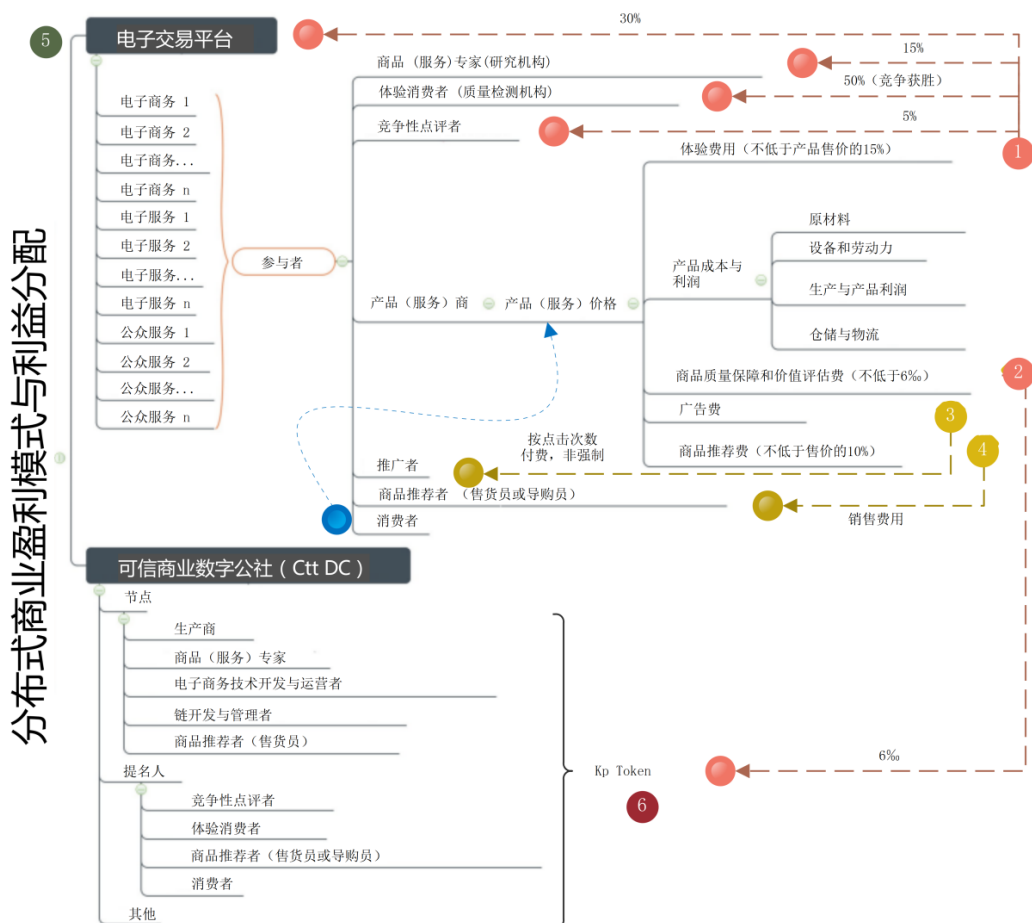 分布式商业盈利模式与利益分配
5
电子交易平台
30%
15%
50%（竞争获胜）
5%
1
商品 (服务)专家(研究机构)
体验消费者 (质量检测机构)
竞争性点评者
电子商务 1
电子商务 2
电子商务...
电子商务 n
电子服务 1
电子服务 2
电子服务...
电子服务 n
公众服务 1
公众服务 2
公众服务...
公众服务 n
参与者
产品（服务）商
产品（服务）价格
体验费用（不低于产品售价的15%）
产品成本与
利润
原材料
设备和劳动力
生产与产品利润
仓储与物流
商品质量保障和价值评估费（不低于6‰）
2
广告费
3
商品推荐费（不低于售价的10%）
4
按点击次数
付费，非强制
推广者
商品推荐者 （售货员或导购员）
销售费用
消费者
可信商业数字公社（Ctt DC）
节点
生产商
商品（服务）专家
电子商务技术开发与运营者
链开发与管理者
商品推荐者（售货员）
提名人
竞争性点评者
体验消费者
商品推荐者（售货员或导购员）
消费者
其他
Kp Token
6‰
6